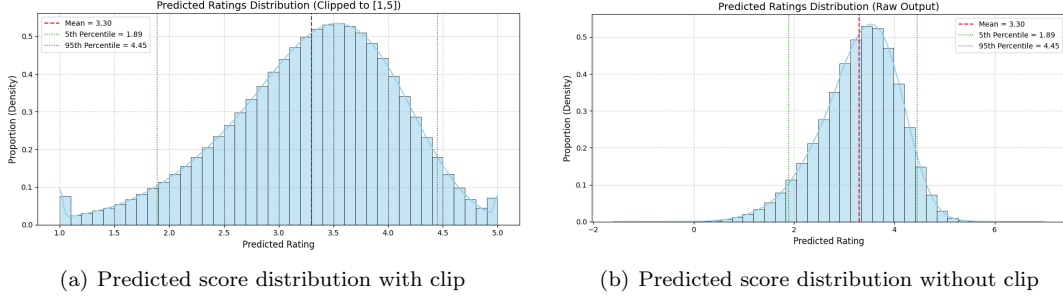 Predicted Ratings Distribution (Clipped to [1,5])
Mean = 3.30
5th Percentile = 1.89
95th Percentile = 4.45
Proportion (Density)
0.5
0.4
0.3
0.2
0.1
0.0
1.0 1.5 2.0 2.5 3.0 3.5 4.0 4.5 5.0
Predicted Rating
(a) Predicted score distribution with clip
Predicted Ratings Distribution (Raw Output)
Mean = 3.30
5th Percentile = 1.89
95th Percentile = 4.45
Proportion (Density)
0.5
0.4
0.3
0.2
0.1
0.0
−2 0 2 4 6
Predicted Rating
(b) Predicted score distribution without clip